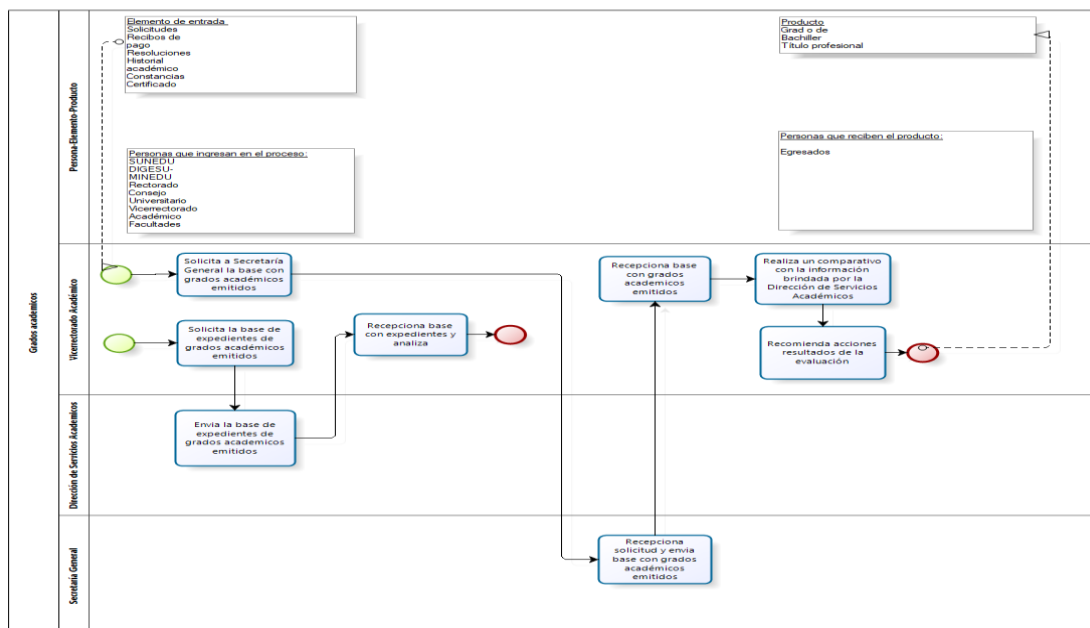 Grados academicos
Persona-Elemento-Producto
Elemento de entrada
Solicitudes
Recibos de
pago
Resoluciones
Historial
académico
Constancias
Certificado
Producto
Grad o de
Bachiller
Título profesional
Personas que ingresan en el proceso:
SUNEDU
DIGESU-
MINEDU
Rectorado
Consejo
Universitario
Vicerrectorado
Académico
Facultades
Personas que reciben el producto:
Egresados
Vicerrectorado Académico
Solicita a Secretaría
General la base con
grados académicos
emitidos
Solicita la base de
expedientes de
grados académicos
emitidos
Recepciona base
con expedientes y
analiza
Recepciona base
con grados
academicos
emitidos
Realiza un comparativo
con la información
brindada por la
Dirección de Servicios
Académicos
Recomienda acciones
resultados de la
evaluación
Dirección de Servicios Academicos
Envia la base de
expedientes de
grados academicos
emitidos
Secretaria General
Recepciona
solicitud y envia
base con grados
académicos
emitidos